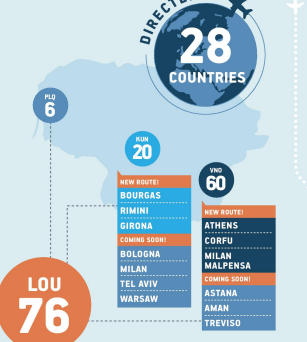 DIRECTE
28
COUNTRIES
PLQ
6
KUN
20
NEW ROUTE!
BOURGAS
RIMINI
GIRONA
COMING SOON!
BOLOGNA
MILAN
TEL AVIV
WARSAW
VNO
60
NEW ROUTE!
ATHENS
CORFU
MILAN
MALPENSA
COMING SOON!
ASTANA
AMAN
TREVISO
LOU
76